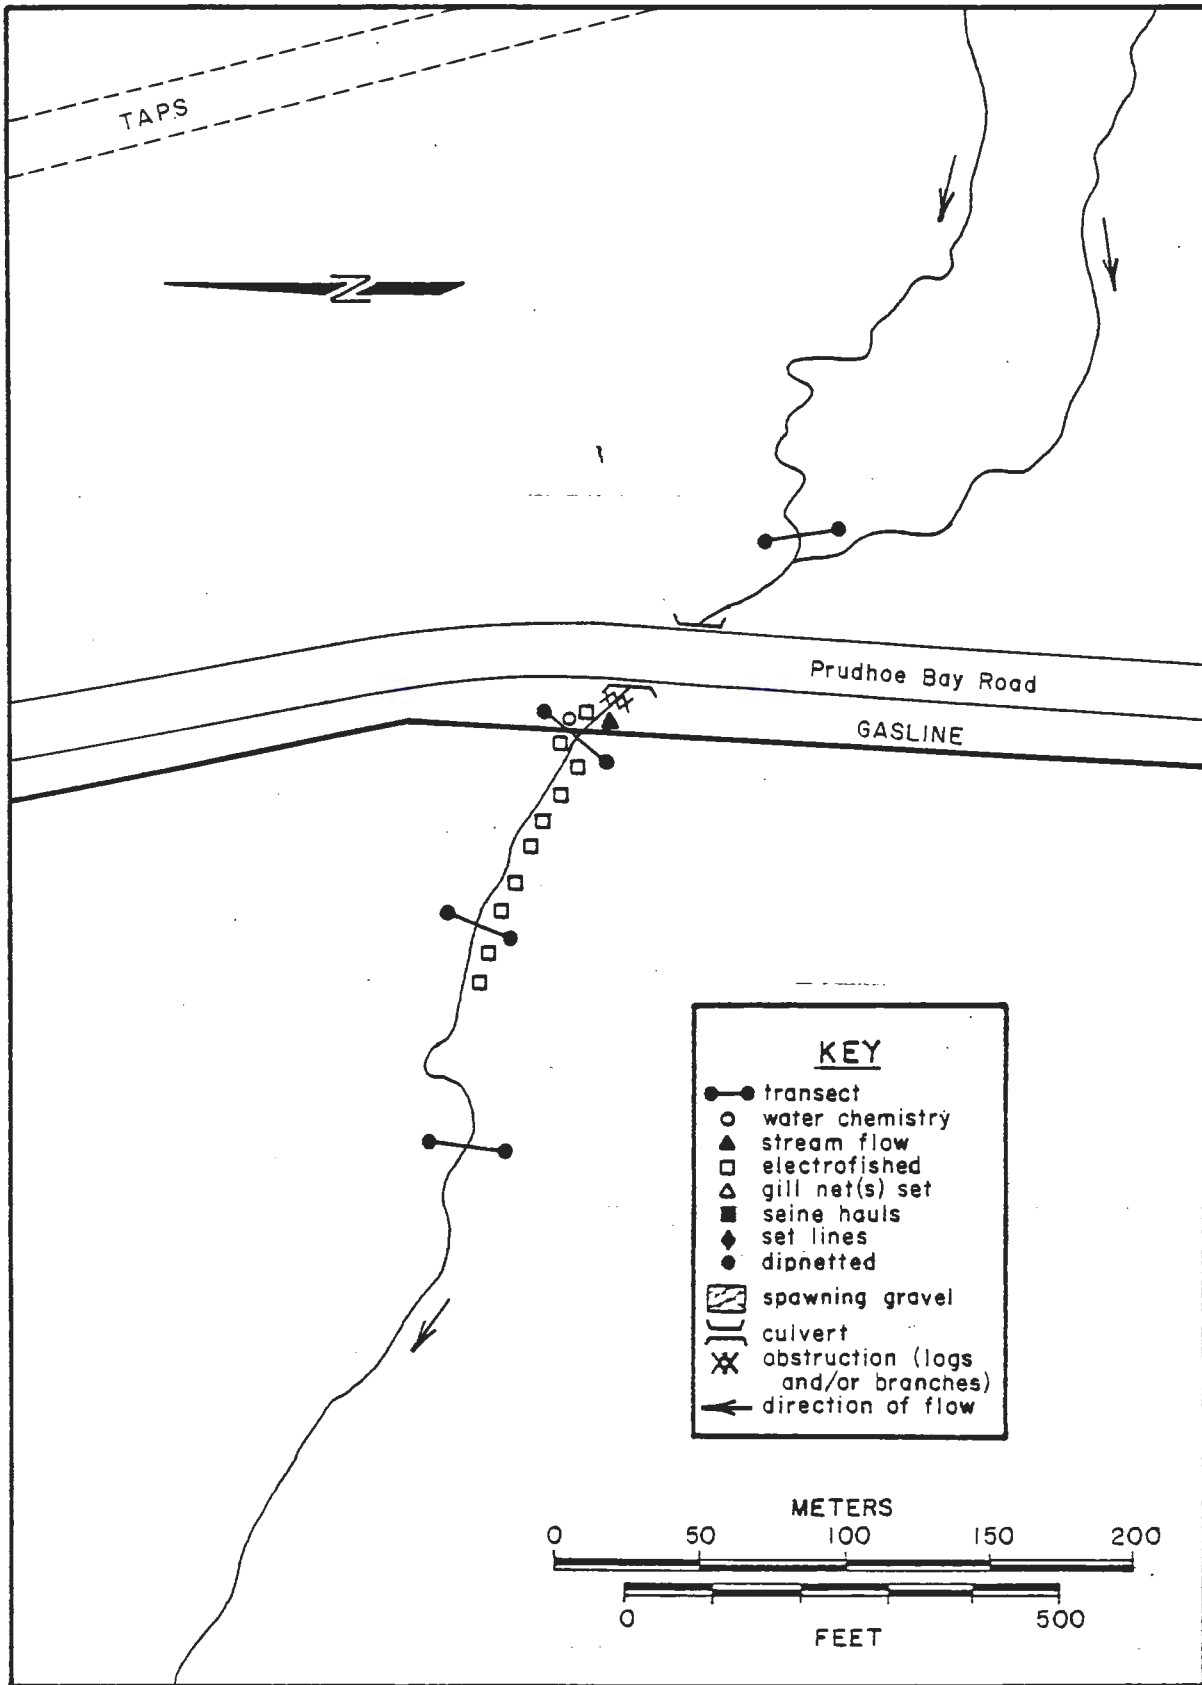 TAPS
N
Prudhoe Bay Road
GASLINE
KEY
transect
water chemistry
stream flow
electrofished
gill net(s) set
seine hauls
set lines
dipnetted
spawning gravel
culvert
obstruction (logs
and/or branches)
direction of flow
METERS
0 50 100 150 200
0 500
FEET